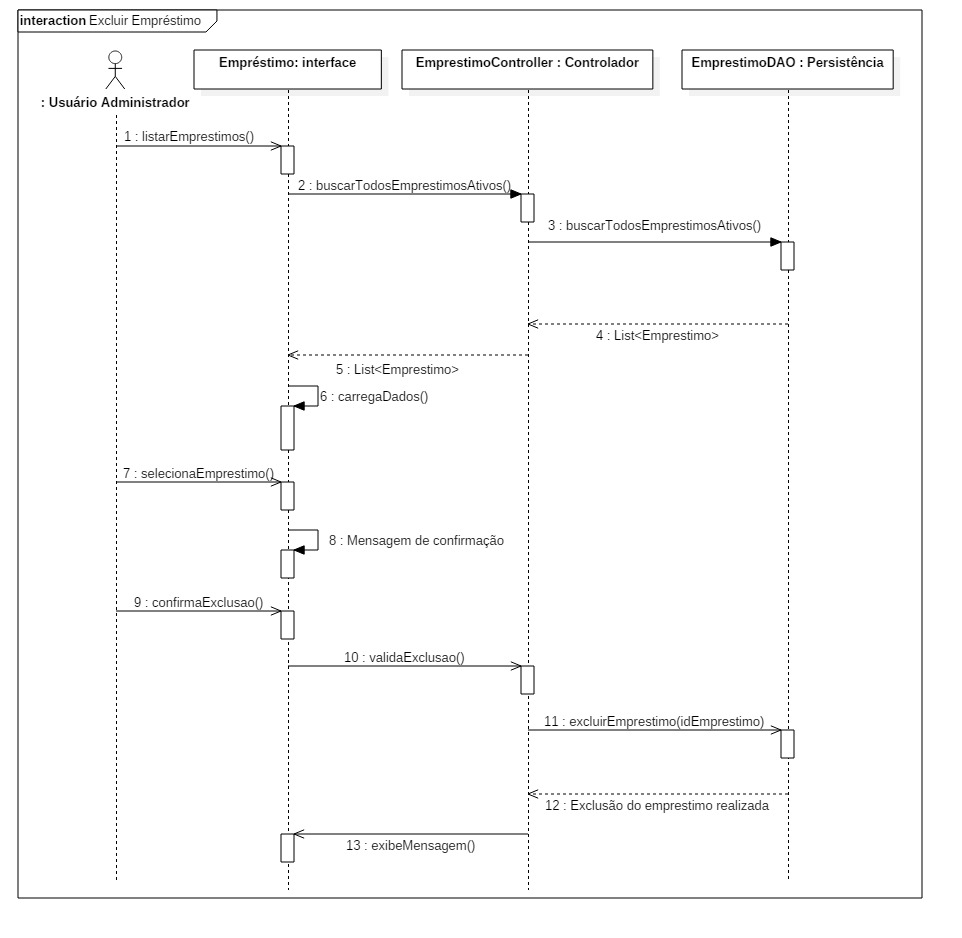 interaction Excluir Empréstimo
Empréstimo: interface
EmprestimoController : Controlador
EmprestimoDAO : Persistência
: Usuário Administrador
1 : listarEmprestimos()
2 : buscarTodosEmprestimosAtivos()
3 : buscarTodosEmprestimosAtivos()
4 : List<Emprestimo>
5 : List<Emprestimo>
6 : carregaDados()
7 : selecionaEmprestimo()
8 : Mensagem de confirmação
9 : confirmaExclusao()
10 : validaExclusao()
11 : excluirEmprestimo(idEmprestimo)
12 : Exclusão do emprestimo realizada
13 : exibeMensagem()